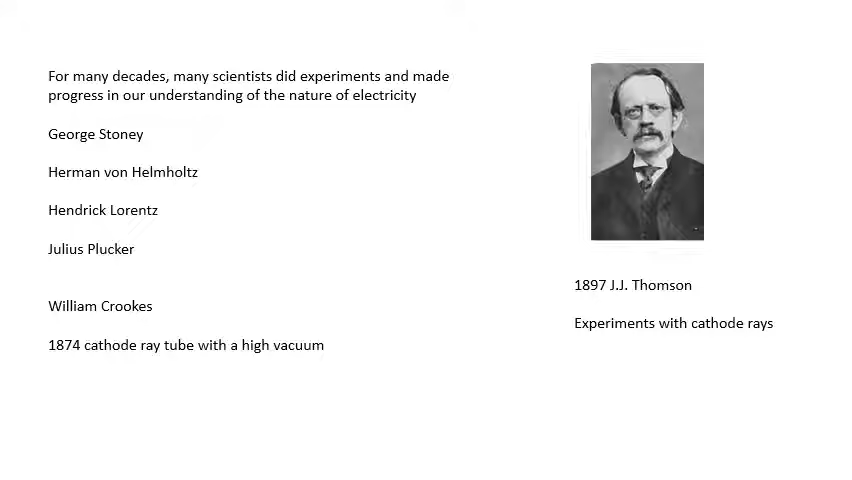 For many decades, many scientists did experiments and made
progress in our understanding of the nature of electricity
George Stoney
Herman von Helmholtz
Hendrick Lorentz
Julius Plucker
William Crookes
1874 cathode ray tube with a high vacuum
1897 J.J. Thomson
Experiments with cathode rays